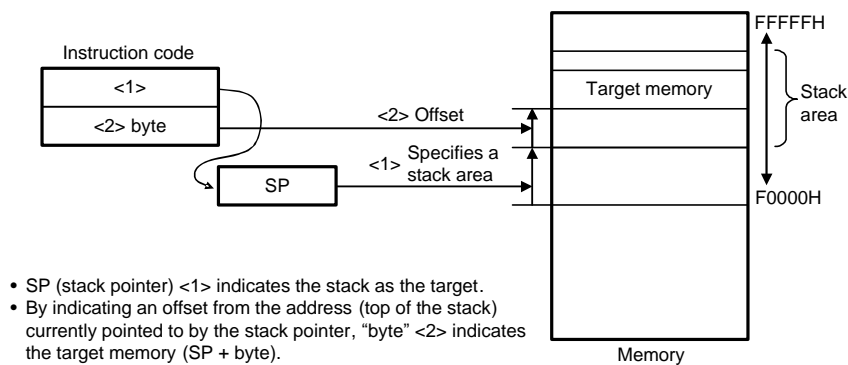 FFFFFH
Instruction code
<1>
Target memory
Stack
area
<2> byte
<2> Offset
<1> Specifies a
stack area
SP
F0000H
• SP (stack pointer) <1> indicates the stack as the target.
• By indicating an offset from the address (top of the stack)
currently pointed to by the stack pointer, “byte” <2> indicates
the target memory (SP + byte).
Memory